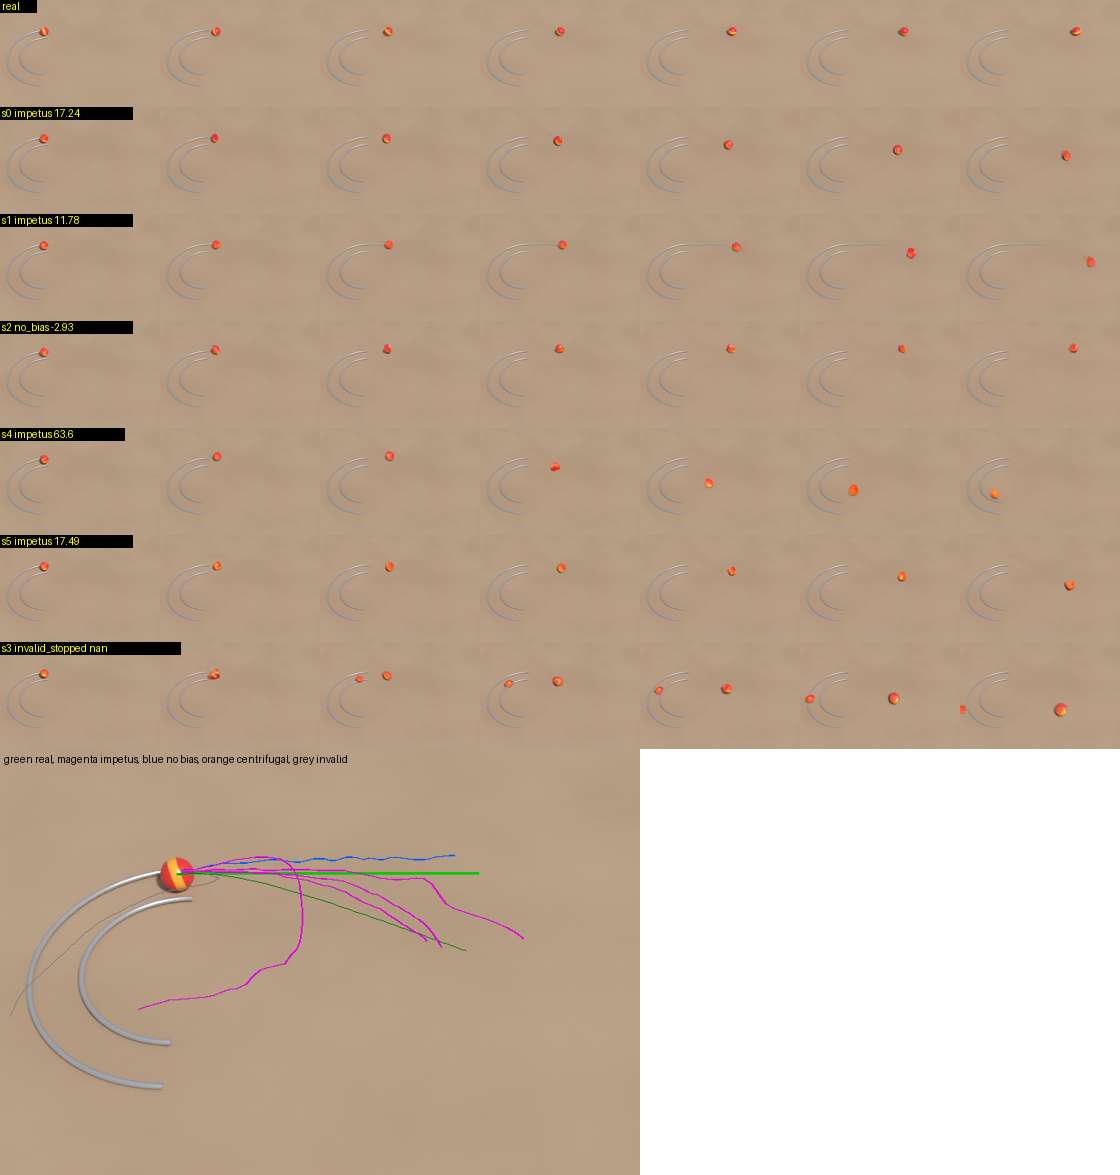 real
s0 impetus 17.24
s1 impetus 11.78
s2 no_bias -2.93
s4 impetus 63.6
s5 impetus 17.49
s3 invalid_stopped nan
green real, magenta impetus, blue no bias, orange centrifugal, grey invalid